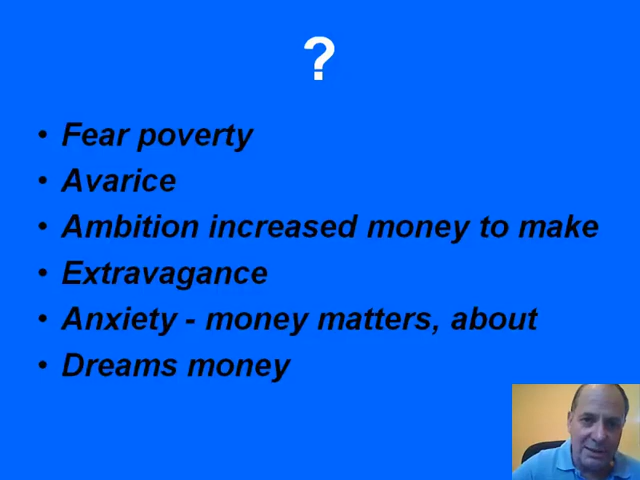 ?
• Fear poverty
• Avarice
• Ambition increased money to make
• Extravagance
• Anxiety - money matters, about
• Dreams money